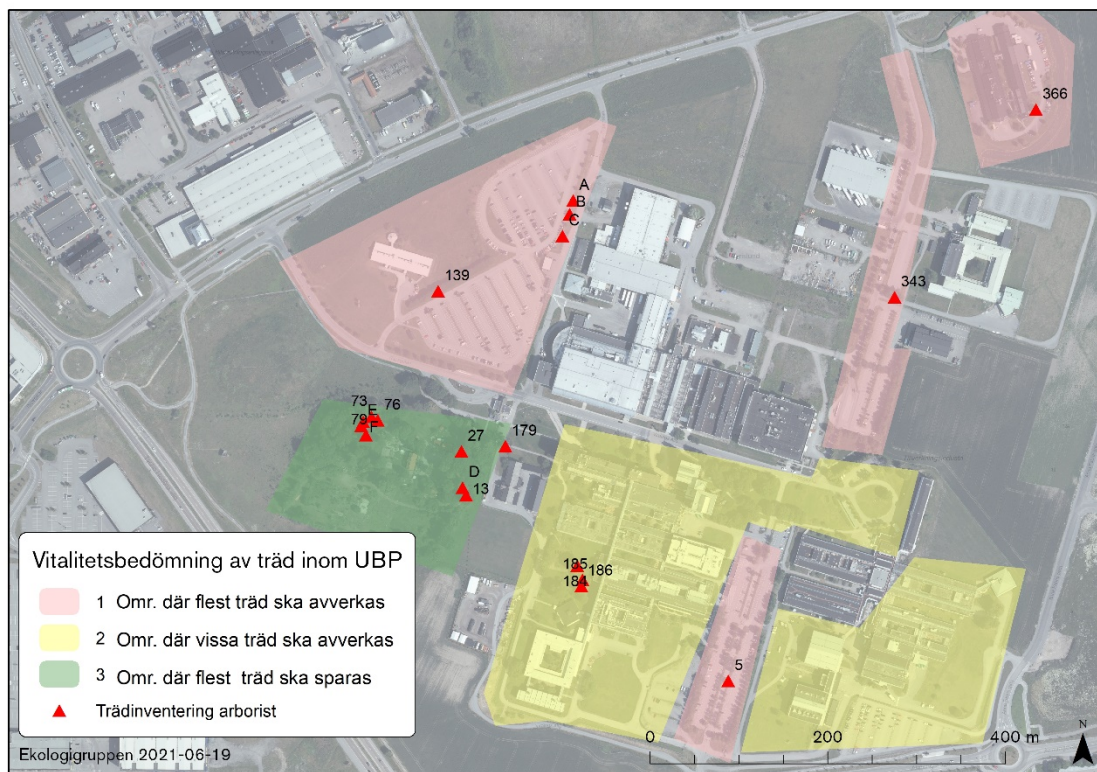 366
A
B
C
343
139
73
E
76
79
F
27
179
D
13
185
186
184
5
Vitalitetsbedömning av träd inom UBP
1 Omr. där flest träd ska avverkas
2 Omr. där vissa träd ska avverkas
3 Omr. där flest träd ska sparas
Trädinventering arborist
Ekologigruppen 2021-06-19
0 200 400 m
N